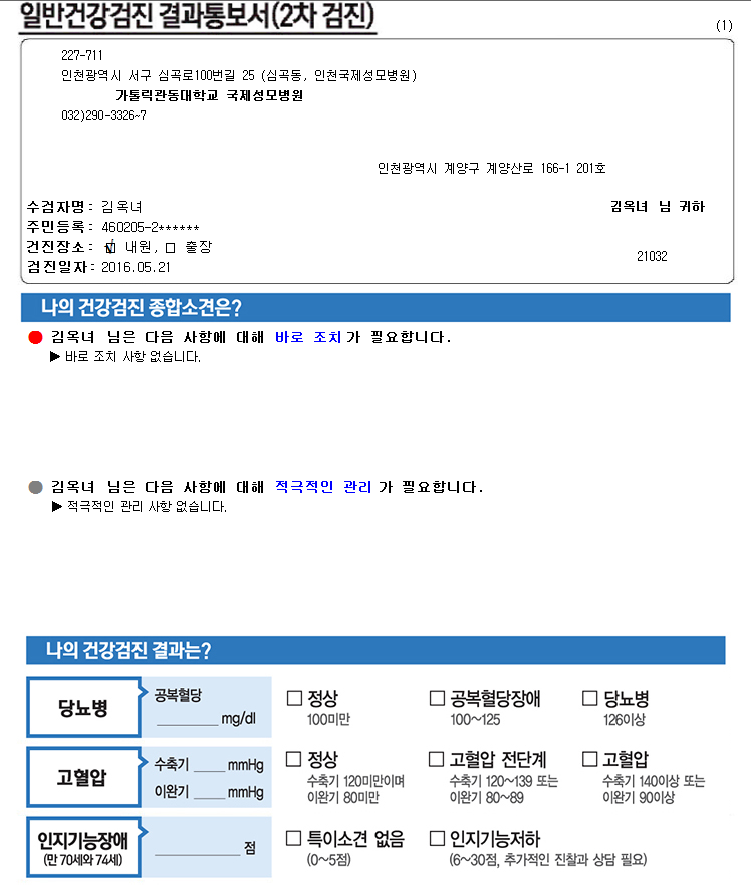 일반건강검진 결과통보서(2차 검진)
(1)
227-711
인천광역시 서구 심곡로100번길 25 (심곡동, 인천국제성모병원)
가톨릭관동대학교 국제성모병원
032)290-3326~7
인천광역시 계양구 계양산로 166-1 201호
수검자명: 김옥녀
김옥녀 님 귀하
주민등록: 460205-2******
건진장소: ☑ 내원, □ 출장
21032
검진일자: 2016.05.21
나의 건강검진 종합소견은?
● 김옥녀 님은 다음 사항에 대해 바로 조치가 필요합니다.
▶ 바로 조치 사항 없습니다.
● 김옥녀 님은 다음 사항에 대해 적극적인 관리 가 필요합니다.
▶ 적극적인 관리 사항 없습니다.
나의 건강검진 결과는?
당뇨병
공복혈당
______ mg/dl
□ 정상
100미만
□ 공복혈당장애
100~125
□ 당뇨병
126이상
고혈압
수축기 ____ mmHg
이완기 ____ mmHg
□ 정상
수축기 120미만이며
이완기 80미만
□ 고혈압 전단계
수축기 120~139 또는
이완기 80~89
□ 고혈압
수축기 140이상 또는
이완기 90이상
인지기능장애
(만 70세와 74세)
________ 점
□ 특이소견 없음
(0~5점)
□ 인지기능저하
(6~30점, 추가적인 진찰과 상담 필요)